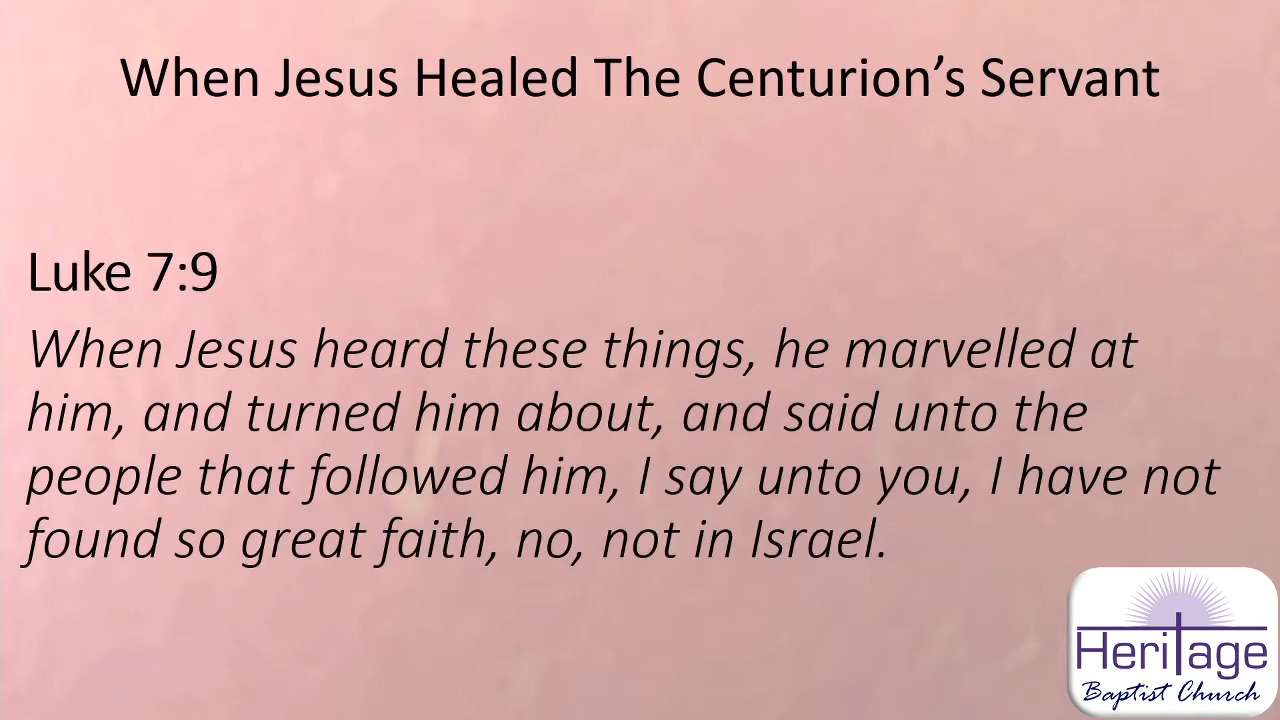 When Jesus Healed The Centurion’s Servant
Luke 7:9
When Jesus heard these things, he marvelled at
him, and turned him about, and said unto the
people that followed him, I say unto you, I have not
found so great faith, no, not in Israel.
Heritage
Baptist Church